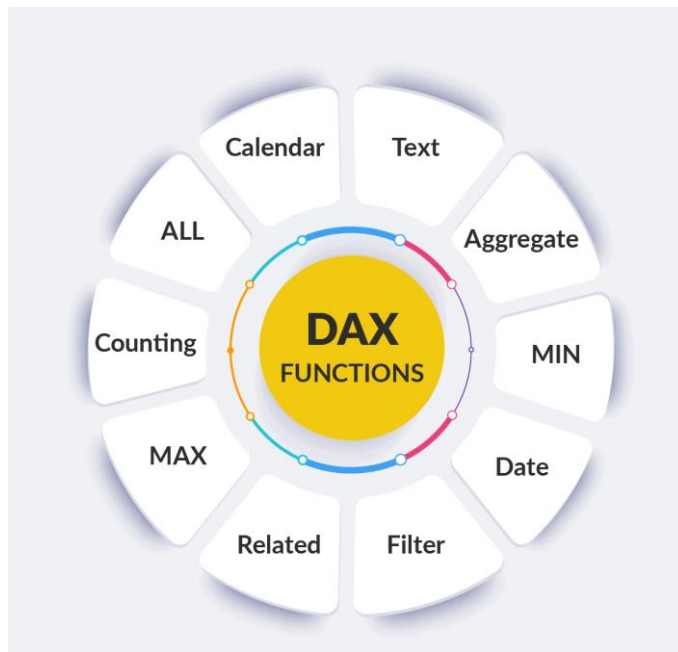 Calendar
Text
ALL
Aggregate
Counting
DAX
FUNCTIONS
MIN
MAX
Date
Related
Filter